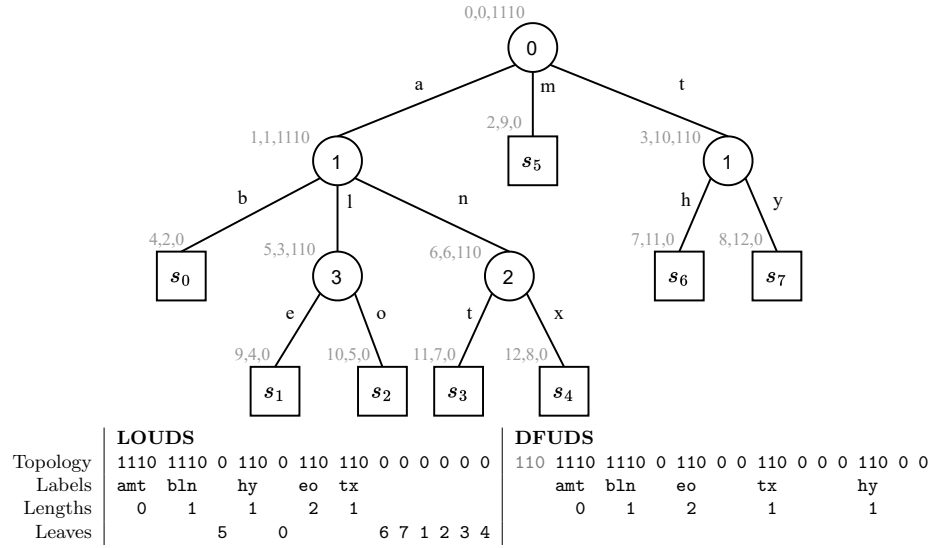 0,0,1110
0
a m t
1,1,1110 2,9,0 3,10,110
1 s5 1
b l n h y
4,2,0 5,3,110 6,6,110 7,11,0 8,12,0
s0 3 2 s6 s7
e o t x
9,4,0 10,5,0 11,7,0 12,8,0
s1 s2 s3 s4
LOUDS DFUDS
Topology 1110 1110 0 110 0 110 110 0 0 0 0 0 0 110 1110 1110 0 110 0 0 110 0 0 0 110 0 0
Labels amt bln hy eo tx amt bln eo tx hy
Lengths 0 1 1 2 1 0 1 2 1 1
Leaves 5 0 6 7 1 2 3 4